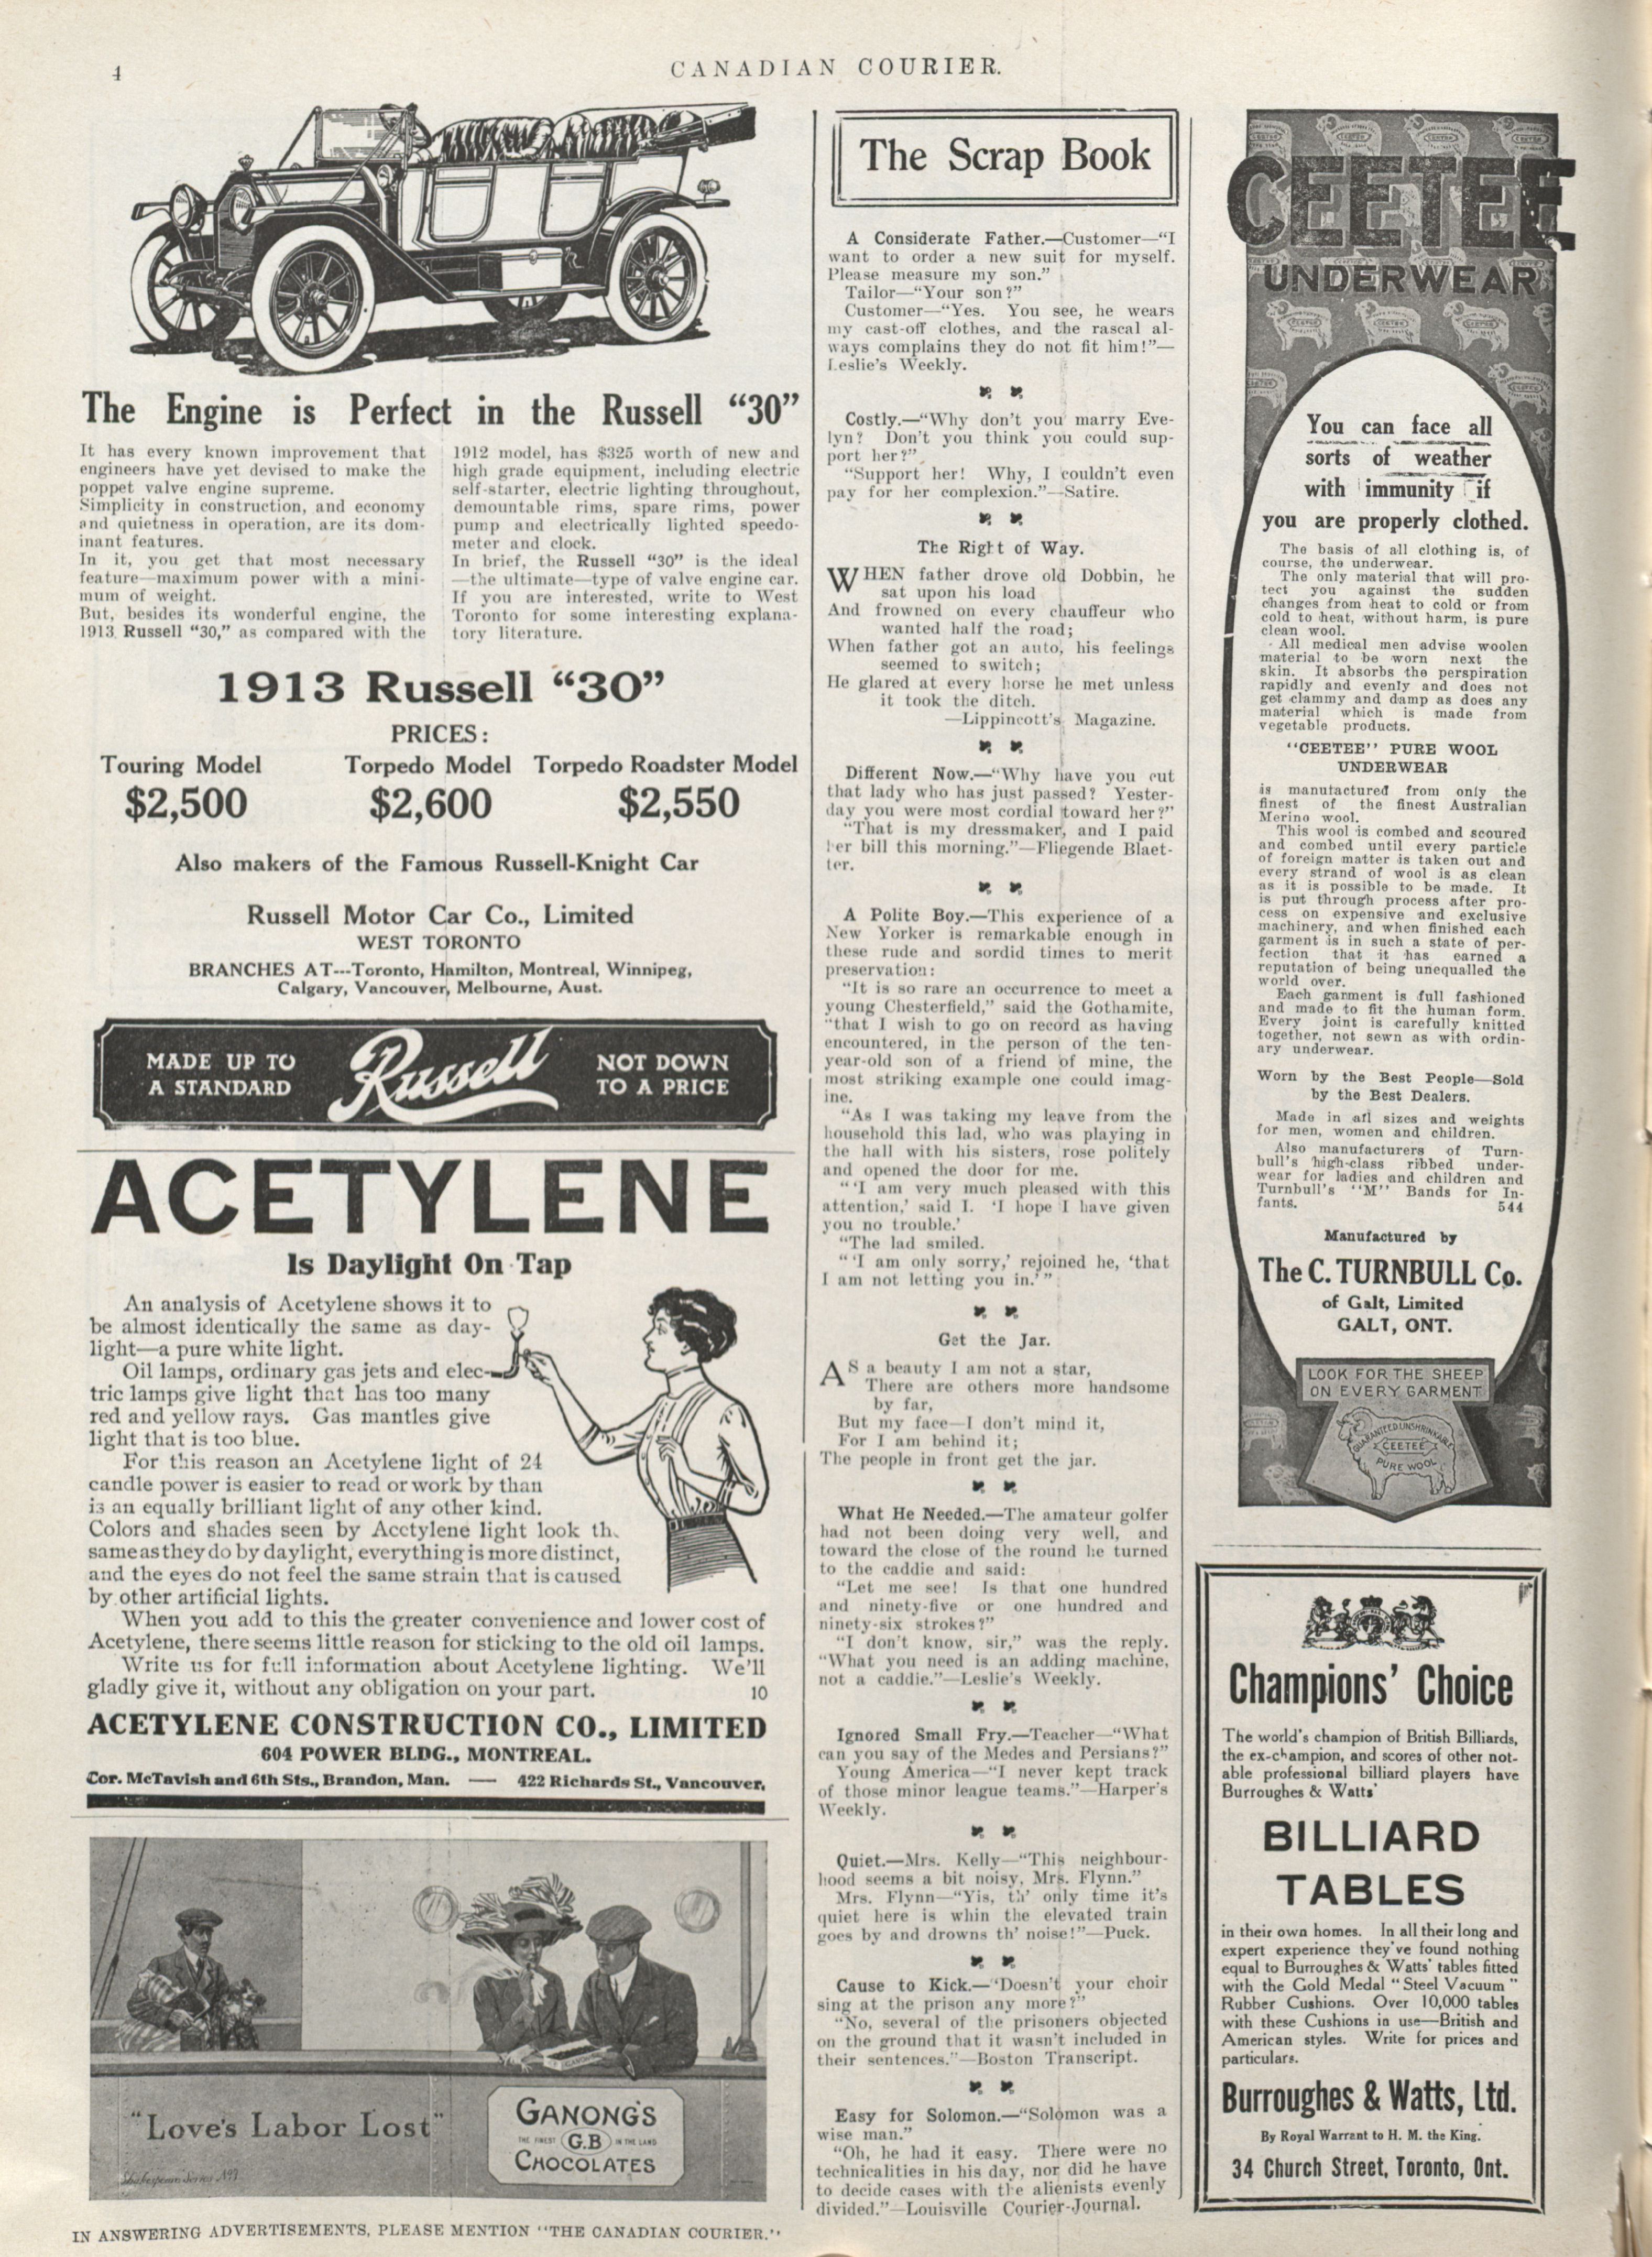 4
CANADIAN COURIER.
The Engine is Perfect in the Russell "30"
It has every known improvement that
engineers have yet devised to make the
poppet valve engine supreme.
Simplicity in construction, and economy
and quietness in operation, are its dom-
inant features.
In it, you get that most necessary
feature—maximum power with a mini-
mum of weight.
But, besides its wonderful engine, the
1913 Russell "30," as compared with the
1912 model, has $325 worth of new and
high grade equipment, including electric
self-starter, electric lighting throughout,
demountable rims, spare rims, power
pump and electrically lighted speedo-
meter and clock.
In brief, the Russell "30" is the ideal
—the ultimate—type of valve engine car.
If you are interested, write to West
Toronto for some interesting explana-
tory literature.
1913 Russell "30"
PRICES:
Touring Model Torpedo Model Torpedo Roadster Model
$2,500 $2,600 $2,550
Also makers of the Famous Russell-Knight Car
Russell Motor Car Co., Limited
WEST TORONTO
BRANCHES AT---Toronto, Hamilton, Montreal, Winnipeg,
Calgary, Vancouver, Melbourne, Aust.
MADE UP TO
A STANDARD
Russell
NOT DOWN
TO A PRICE
ACETYLENE
Is Daylight On Tap
An analysis of Acetylene shows it to
be almost identically the same as day-
light—a pure white light.
Oil lamps, ordinary gas jets and elec-
tric lamps give light that has too many
red and yellow rays. Gas mantles give
light that is too blue.
For this reason an Acetylene light of 24
candle power is easier to read or work by than
is an equally brilliant light of any other kind.
Colors and shades seen by Acetylene light look the
same as they do by daylight, everything is more distinct,
and the eyes do not feel the same strain that is caused
by other artificial lights.
When you add to this the greater convenience and lower cost of
Acetylene, there seems little reason for sticking to the old oil lamps.
Write us for full information about Acetylene lighting. We'll
gladly give it, without any obligation on your part. 10
ACETYLENE CONSTRUCTION CO., LIMITED
604 POWER BLDG., MONTREAL.
Cor. McTavish and 6th Sts., Brandon, Man. — 422 Richards St., Vancouver.
"Love's Labor Lost"
Shakespeare Series No7
GANONG'S
THE FINEST G.B IN THE LAND
CHOCOLATES
IN ANSWERING ADVERTISEMENTS, PLEASE MENTION "THE CANADIAN COURIER."
The Scrap Book
A Considerate Father.—Customer—"I
want to order a new suit for myself.
Please measure my son."
Tailor—"Your son?"
Customer—"Yes. You see, he wears
my cast-off clothes, and the rascal al-
ways complains they do not fit him!"—
Leslie's Weekly.
Costly.—"Why don't you marry Eve-
lyn? Don't you think you could sup-
port her?"
"Support her! Why, I couldn't even
pay for her complexion."—Satire.
The Right of Way.
WHEN father drove old Dobbin, he
sat upon his load
And frowned on every chauffeur who
wanted half the road;
When father got an auto, his feelings
seemed to switch;
He glared at every horse he met unless
it took the ditch.
—Lippincott's Magazine.
Different Now.—"Why have you cut
that lady who has just passed? Yester-
day you were most cordial toward her?"
"That is my dressmaker, and I paid
her bill this morning."—Fliegende Blaet-
ter.
A Polite Boy.—This experience of a
New Yorker is remarkable enough in
these rude and sordid times to merit
preservation:
"It is so rare an occurrence to meet a
young Chesterfield," said the Gothamite,
"that I wish to go on record as having
encountered, in the person of the ten-
year-old son of a friend of mine, the
most striking example one could imag-
ine.
"As I was taking my leave from the
household this lad, who was playing in
the hall with his sisters, rose politely
and opened the door for me.
"'I am very much pleased with this
attention,' said I. 'I hope I have given
you no trouble.'
"The lad smiled.
"'I am only sorry,' rejoined he, 'that
I am not letting you in.'"
Get the Jar.
AS a beauty I am not a star,
There are others more handsome
by far,
But my face—I don't mind it,
For I am behind it;
The people in front get the jar.
What He Needed.—The amateur golfer
had not been doing very well, and
toward the close of the round he turned
to the caddie and said:
"Let me see! Is that one hundred
and ninety-five or one hundred and
ninety-six strokes?"
"I don't know, sir," was the reply.
"What you need is an adding machine,
not a caddie."—Leslie's Weekly.
Ignored Small Fry.—Teacher—"What
can you say of the Medes and Persians?"
Young America—"I never kept track
of those minor league teams."—Harper's
Weekly.
Quiet.—Mrs. Kelly—"This neighbour-
hood seems a bit noisy, Mrs. Flynn."
Mrs. Flynn—"Yis, th' only time it's
quiet here is whin the elevated train
goes by and drowns th' noise!"—Puck.
Cause to Kick.—"Doesn't your choir
sing at the prison any more?"
"No, several of the prisoners objected
on the ground that it wasn't included in
their sentences."—Boston Transcript.
Easy for Solomon.—"Solomon was a
wise man."
"Oh, he had it easy. There were no
technicalities in his day, nor did he have
to decide cases with the alienists evenly
divided."—Louisville Courier-Journal.
CEETEE
UNDERWEAR
You can face all
sorts of weather
with immunity if
you are properly clothed.
The basis of all clothing is, of
course, the underwear.
The only material that will pro-
tect you against the sudden
changes from heat to cold or from
cold to heat, without harm, is pure
clean wool.
All medical men advise woolen
material to be worn next the
skin. It absorbs the perspiration
rapidly and evenly and does not
get clammy and damp as does any
material which is made from
vegetable products.
"CEETEE" PURE WOOL
UNDERWEAR
is manufactured from only the
finest of the finest Australian
Merino wool.
This wool is combed and scoured
and combed until every particle
of foreign matter is taken out and
every strand of wool is as clean
as it is possible to be made. It
is put through process after pro-
cess on expensive and exclusive
machinery, and when finished each
garment is in such a state of per-
fection that it has earned a
reputation of being unequalled the
world over.
Each garment is full fashioned
and made to fit the human form.
Every joint is carefully knitted
together, not sewn as with ordin-
ary underwear.
Worn by the Best People—Sold
by the Best Dealers.
Made in all sizes and weights
for men, women and children.
Also manufacturers of Turn-
bull's high-class ribbed under-
wear for ladies and children and
Turnbull's "M" Bands for In-
fants. 544
Manufactured by
The C. TURNBULL Co.
of Galt, Limited
GALT, ONT.
LOOK FOR THE SHEEP
ON EVERY GARMENT
GUARANTEED UNSHRINKABLE
CEETEE
PURE WOOL
Champions' Choice
The world's champion of British Billiards,
the ex-champion, and scores of other not-
able professional billiard players have
Burroughes & Watts'
BILLIARD
TABLES
in their own homes. In all their long and
expert experience they've found nothing
equal to Burroughes & Watts' tables fitted
with the Gold Medal "Steel Vacuum"
Rubber Cushions. Over 10,000 tables
with these Cushions in use—British and
American styles. Write for prices and
particulars.
Burroughes & Watts, Ltd.
By Royal Warrant to H. M. the King.
34 Church Street, Toronto, Ont.